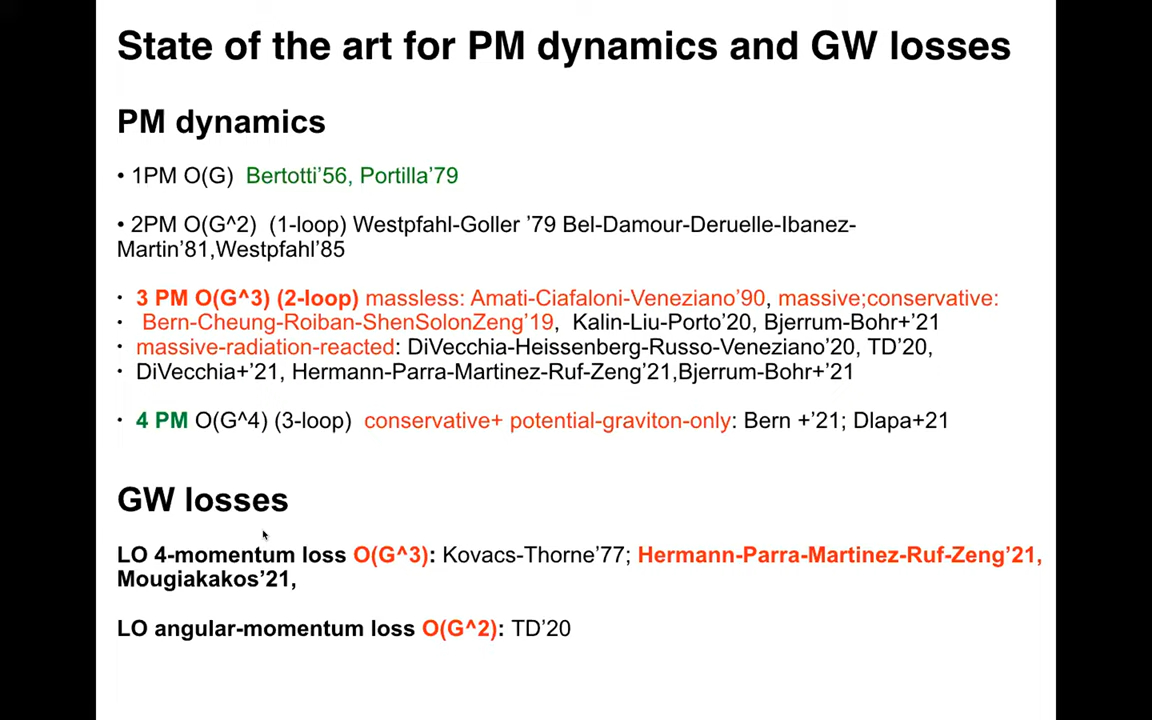 State of the art for PM dynamics and GW losses
PM dynamics
• 1PM O(G) Bertotti’56, Portilla’79
• 2PM O(G^2) (1-loop) Westpfahl-Goller ’79 Bel-Damour-Deruelle-Ibanez-
Martin’81,Westpfahl’85
• 3 PM O(G^3) (2-loop) massless: Amati-Ciafaloni-Veneziano’90, massive;conservative:
• Bern-Cheung-Roiban-ShenSolonZeng’19, Kalin-Liu-Porto’20, Bjerrum-Bohr+’21
• massive-radiation-reacted: DiVecchia-Heissenberg-Russo-Veneziano’20, TD’20,
• DiVecchia+’21, Hermann-Parra-Martinez-Ruf-Zeng’21,Bjerrum-Bohr+’21
• 4 PM O(G^4) (3-loop) conservative+ potential-graviton-only: Bern +’21; Dlapa+21
GW losses
LO 4-momentum loss O(G^3): Kovacs-Thorne’77; Hermann-Parra-Martinez-Ruf-Zeng’21,
Mougiakakos’21,
LO angular-momentum loss O(G^2): TD’20